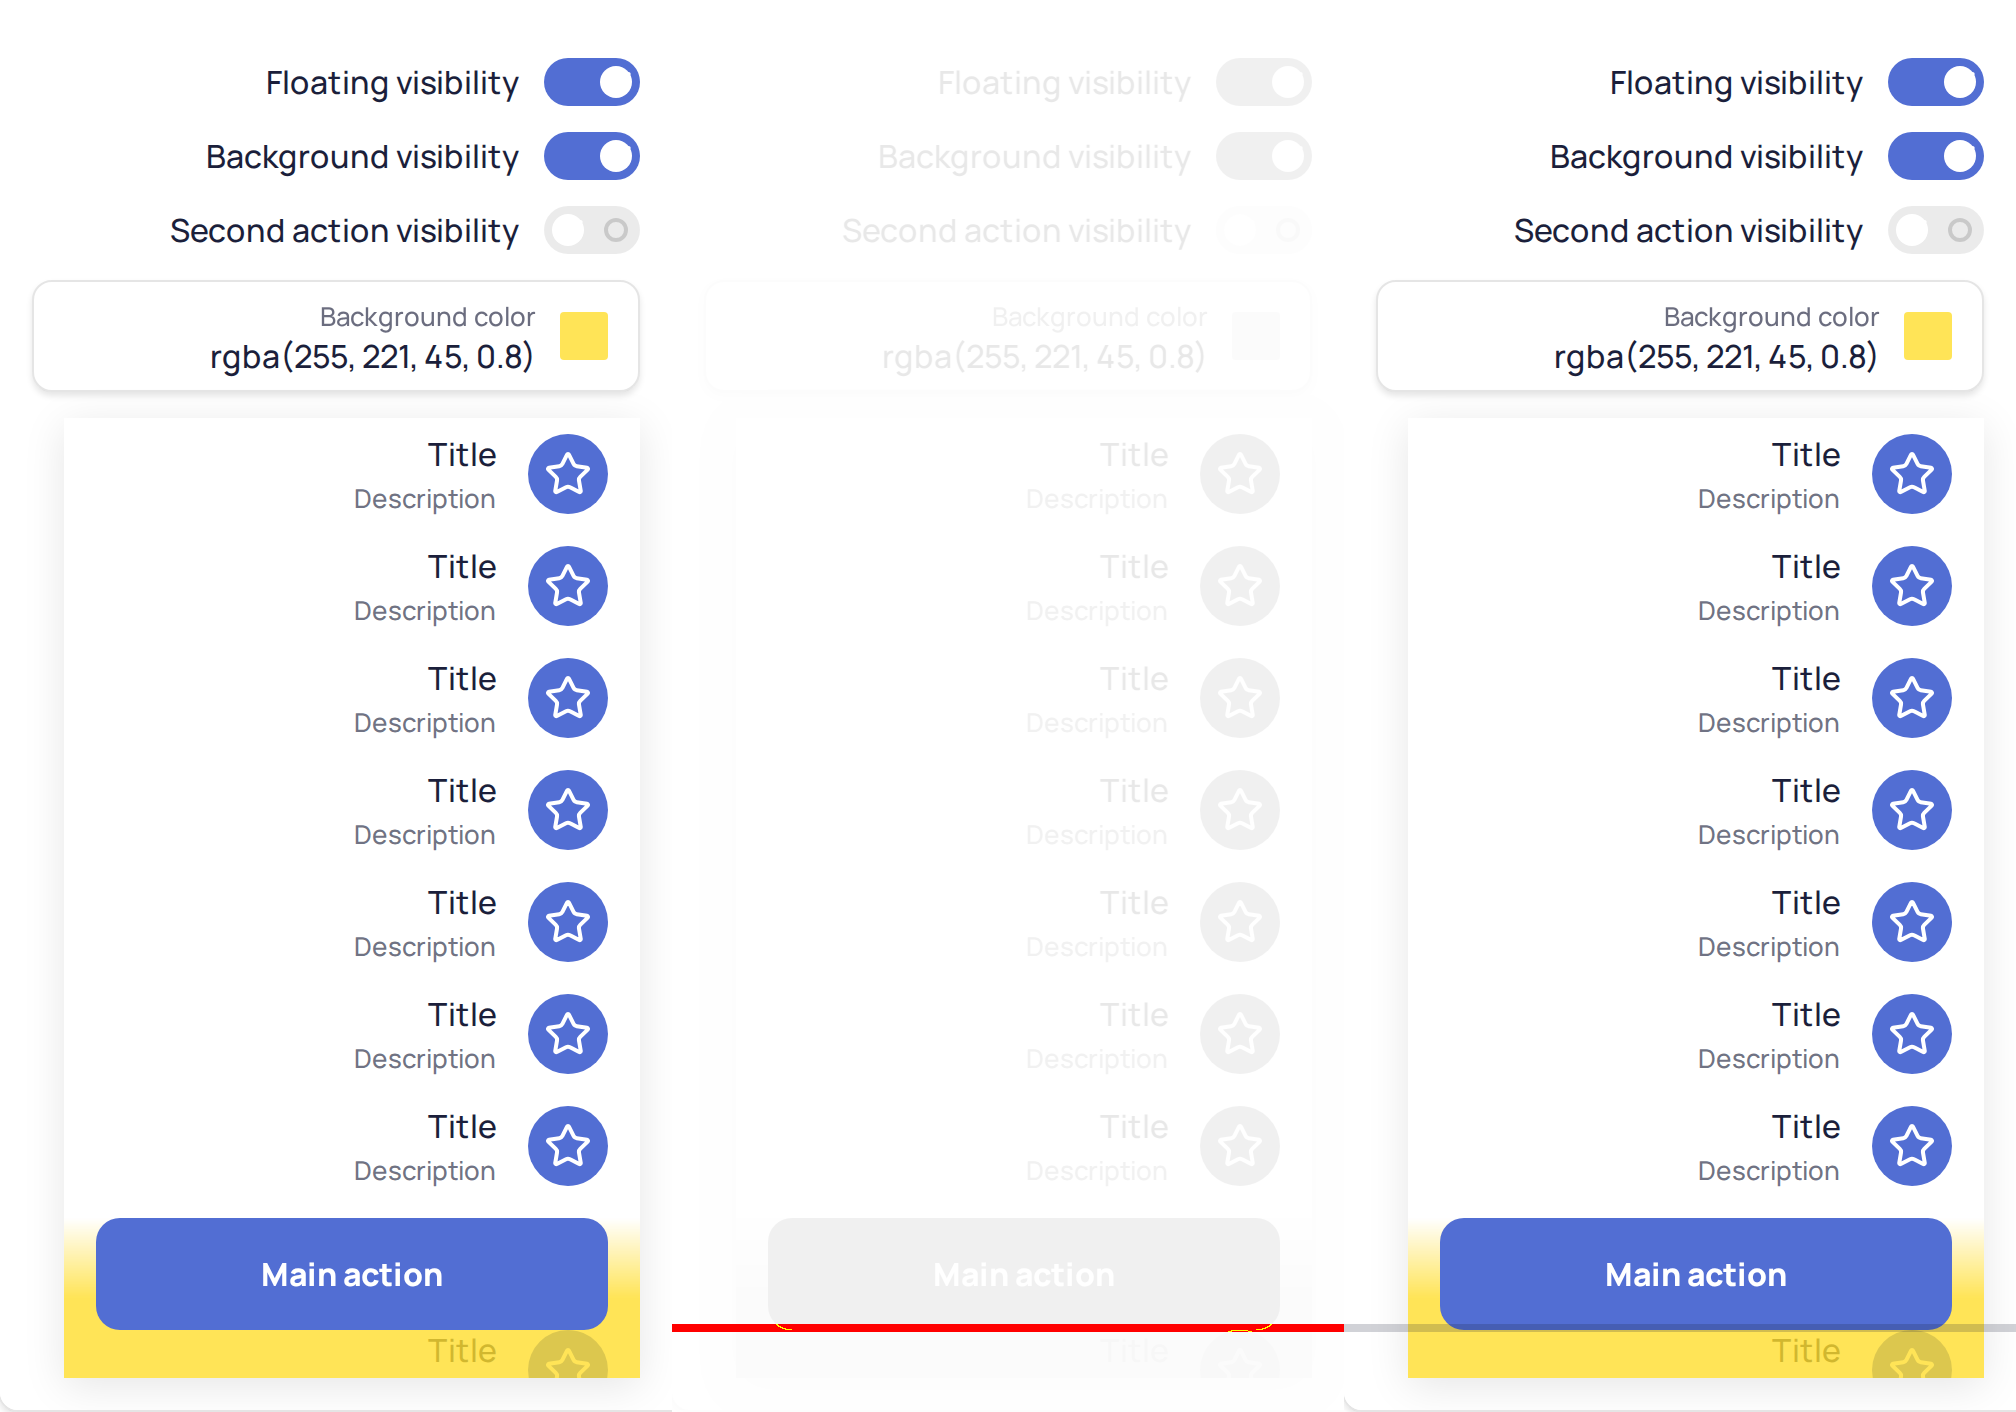 Floating visibility
Background visibility
Second action visibility
Background color
rgba(255, 221, 45, 0.8)
Title
Description
Title
Description
Title
Description
Title
Description
Title
Description
Title
Description
Title
Description
Main action
Title
Floating visibility
Background visibility
Second action visibility
Background color
rgba(255, 221, 45, 0.8)
Title
Description
Title
Description
Title
Description
Title
Description
Title
Description
Title
Description
Title
Description
Main action
Title
Floating visibility
Background visibility
Second action visibility
Background color
rgba(255, 221, 45, 0.8)
Title
Description
Title
Description
Title
Description
Title
Description
Title
Description
Title
Description
Title
Description
Main action
Title